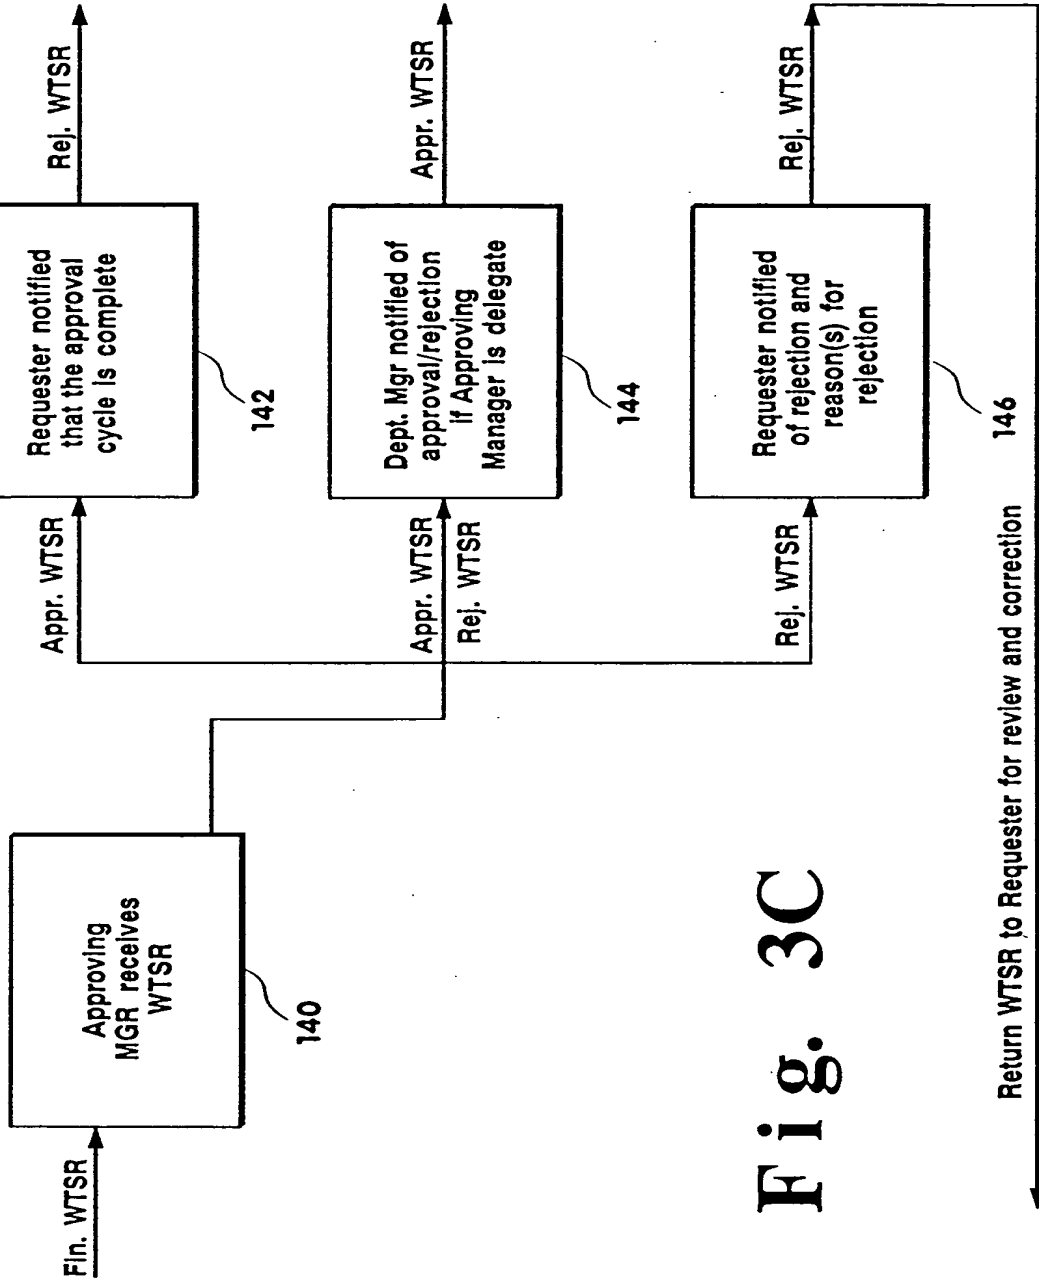 Fin. WTSR
Approving
MGR receives
WTSR
140
Appr. WTSR
Requester notified
that the approval
cycle is complete
142
Rej. WTSR
Appr. WTSR
Rej. WTSR
Dept. Mgr notified of
approval/rejection
if Approving
Manager is delegate
144
Appr. WTSR
Rej. WTSR
Requester notified
of rejection and
reason(s) for
rejection
146
Rej. WTSR
Return WTSR to Requester for review and correction
Fig. 3C